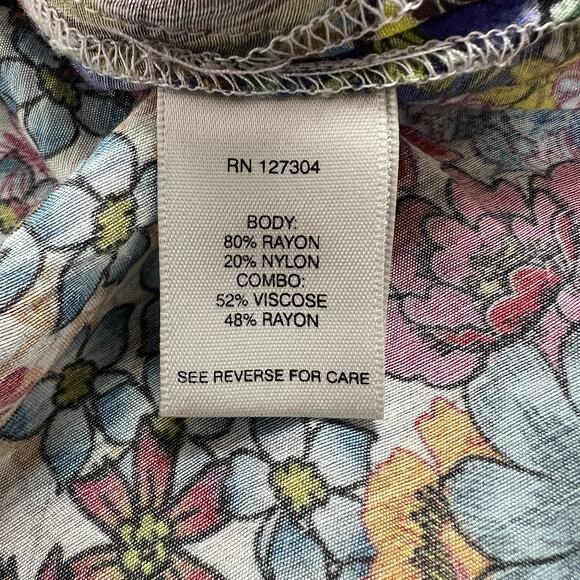 RN 127304
BODY:
80% RAYON
20% NYLON
COMBO:
52% VISCOSE
48% RAYON
SEE REVERSE FOR CARE